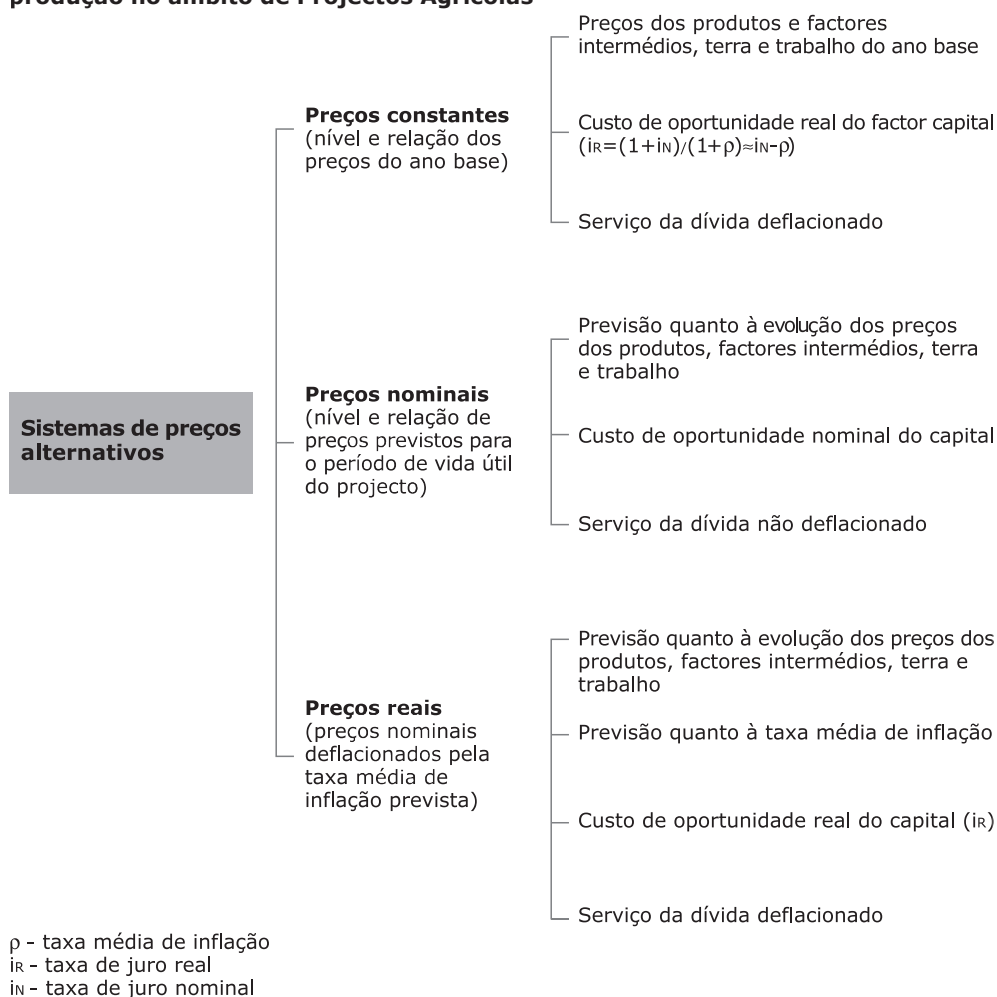 produção no âmbito de Projectos Agrícolas
Sistemas de preços
alternativos
Preços constantes
(nível e relação dos
preços do ano base)
Preços dos produtos e factores
intermédios, terra e trabalho do ano base
Custo de oportunidade real do factor capital
(iR=(1+iN)/(1+ρ)≈iN-ρ)
Serviço da dívida deflacionado
Preços nominais
(nível e relação de
preços previstos para
o período de vida útil
do projecto)
Previsão quanto à evolução dos preços
dos produtos, factores intermédios, terra
e trabalho
Custo de oportunidade nominal do capital
Serviço da dívida não deflacionado
Preços reais
(preços nominais
deflacionados pela
taxa média de
inflação prevista)
Previsão quanto à evolução dos preços dos
produtos, factores intermédios, terra e
trabalho
Previsão quanto à taxa média de inflação
Custo de oportunidade real do capital (iR)
Serviço da dívida deflacionado
ρ - taxa média de inflação
iR - taxa de juro real
iN - taxa de juro nominal